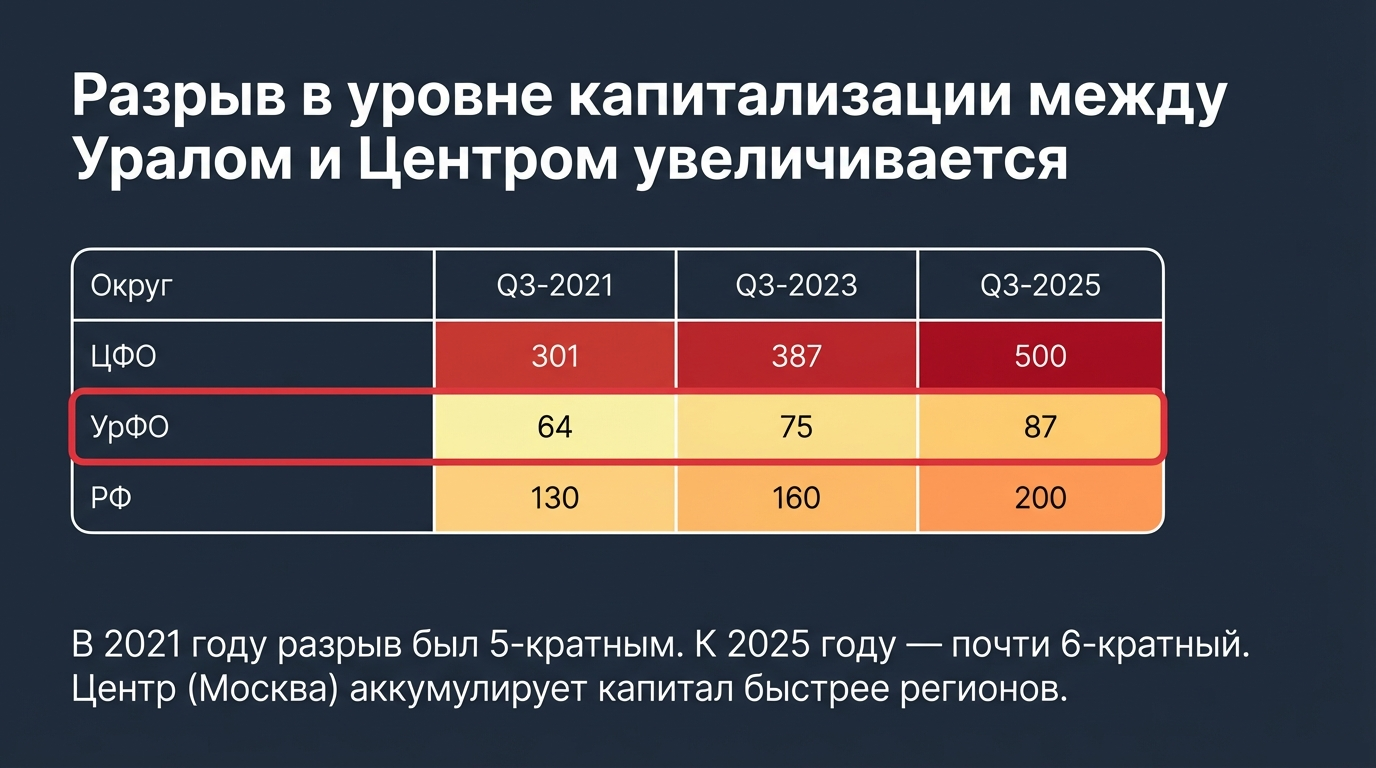 Разрыв в уровне капитализации между
Уралом и Центром увеличивается
Округ Q3-2021 Q3-2023 Q3-2025
ЦФО 301 387 500
УрФО 64 75 87
РФ 130 160 200
В 2021 году разрыв был 5-кратным. К 2025 году — почти 6-кратный.
Центр (Москва) аккумулирует капитал быстрее регионов.